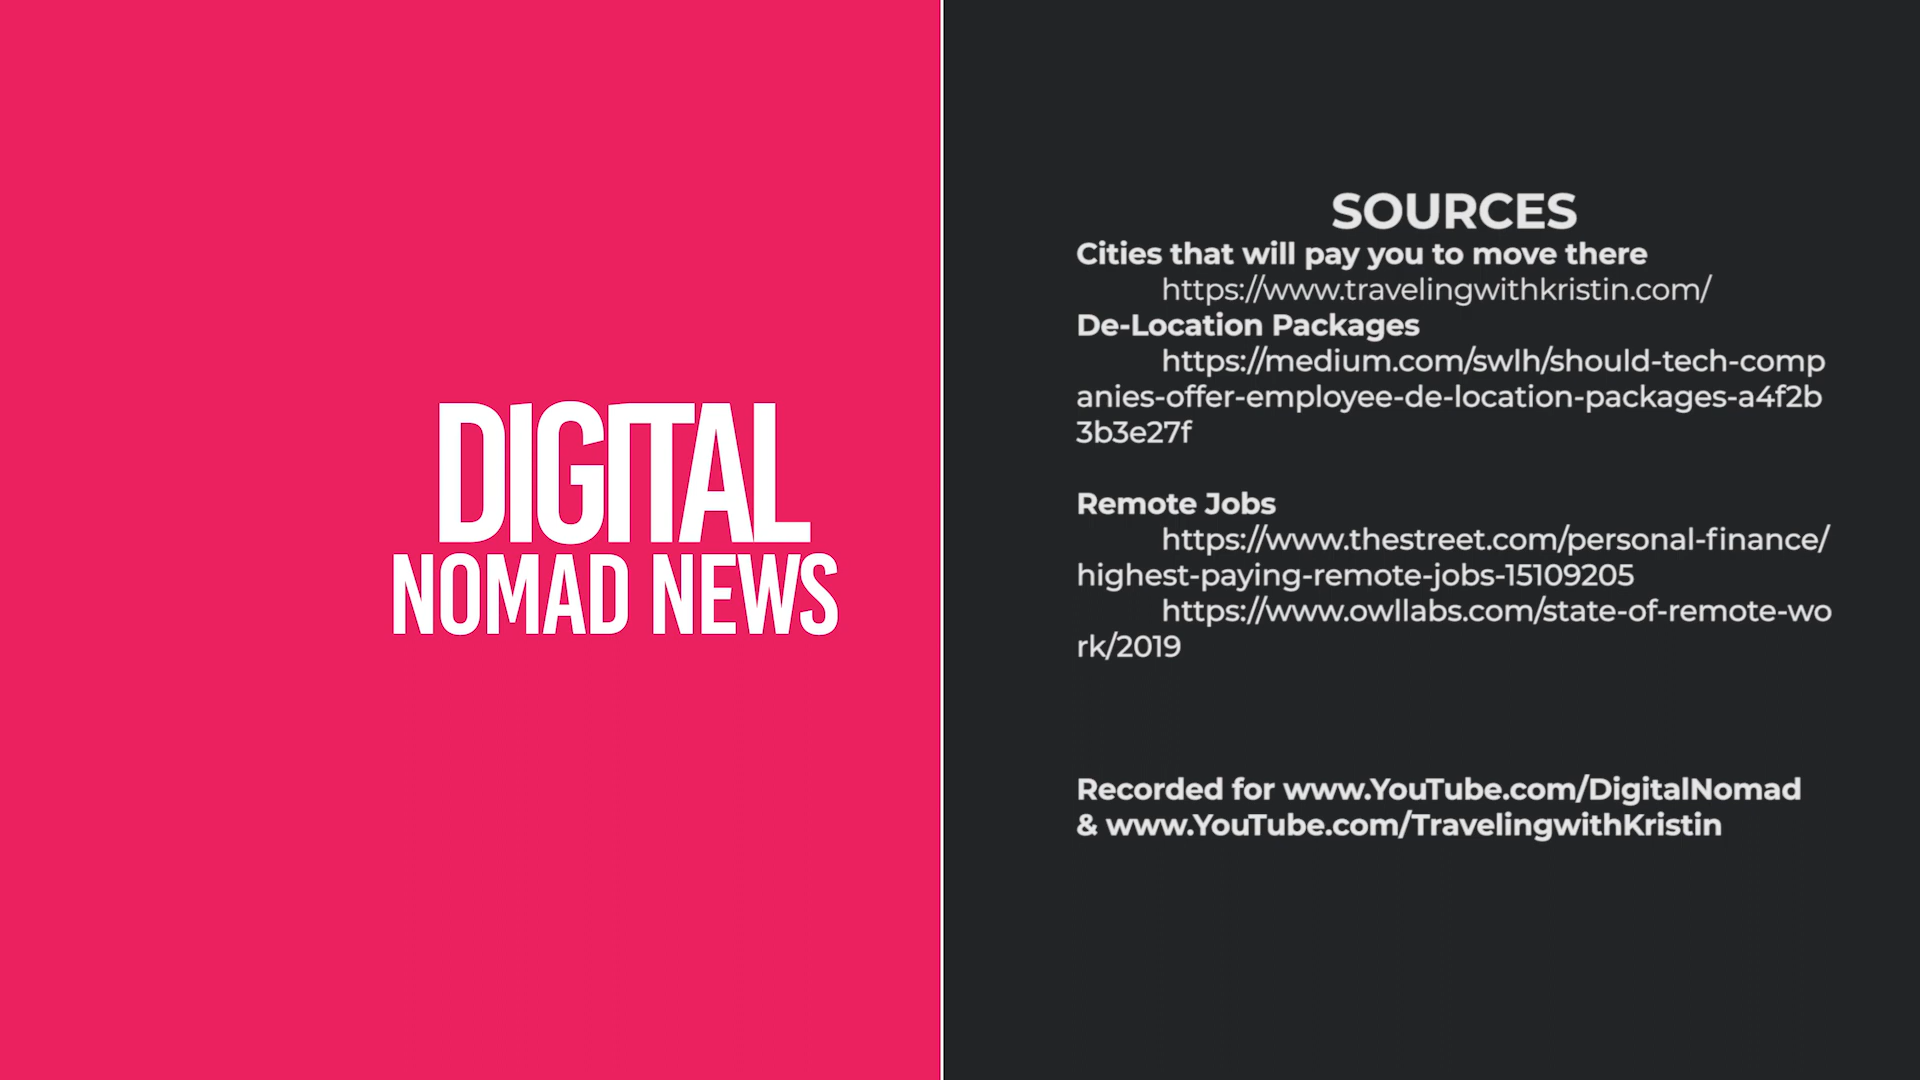 DIGITAL
NOMAD NEWS
SOURCES
Cities that will pay you to move there
https://www.travelingwithkristin.com/
De-Location Packages
https://medium.com/swlh/should-tech-comp
anies-offer-employee-de-location-packages-a4f2b
3b3e27f
Remote Jobs
https://www.thestreet.com/personal-finance/
highest-paying-remote-jobs-15109205
https://www.owllabs.com/state-of-remote-wo
rk/2019
Recorded for www.YouTube.com/DigitalNomad
& www.YouTube.com/TravelingwithKristin